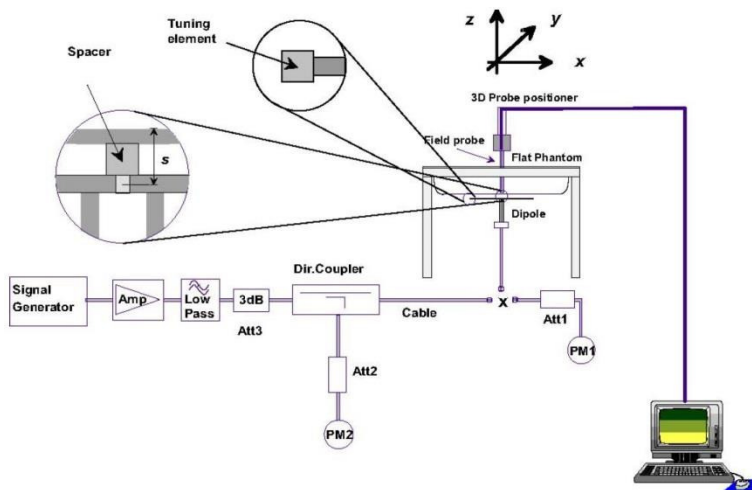 Tuning
element
Spacer
s
z
y
x
3D Probe positioner
Field probe
Flat Phantom
Dipole
Dir.Coupler
Signal
Generator
Amp
Low
Pass
3dB
Att3
Cable
x
Att1
PM1
Att2
PM2